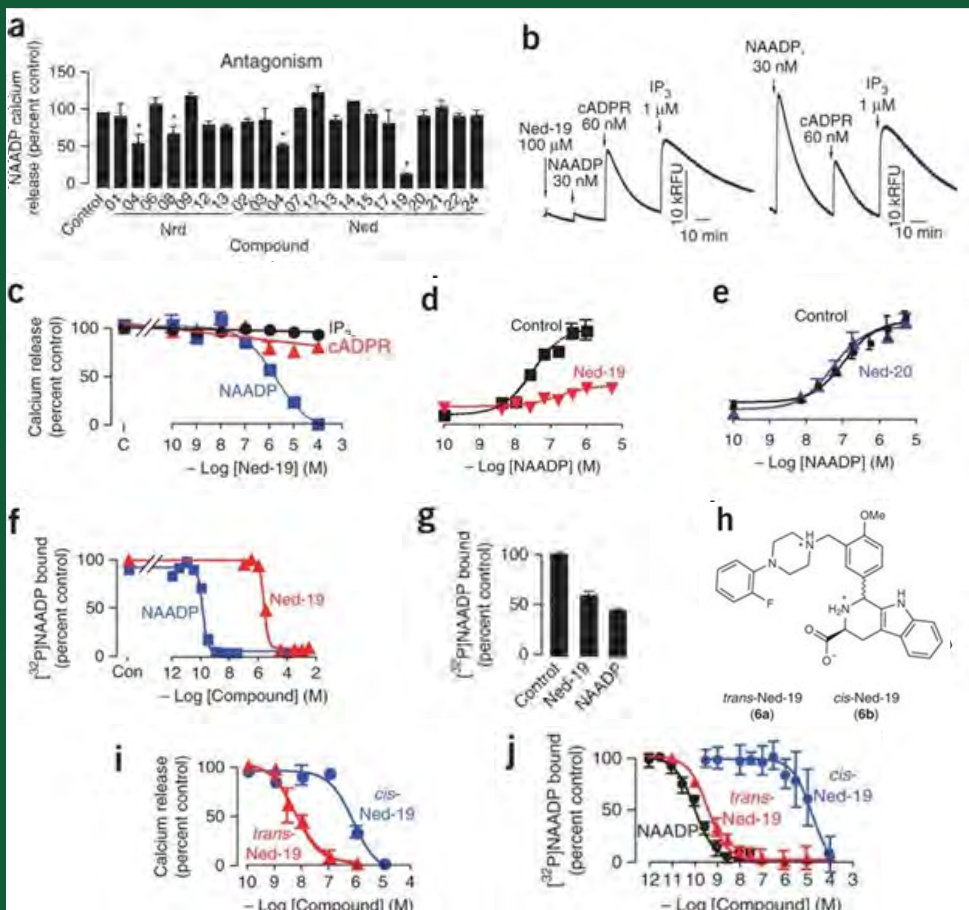 a
Antagonism
NAADP calcium
release (percent control)
150
100
50
0
Control
01
04
06
08
09
12
13
02
03
04
07
12
13
14
15
17
19
20
21
22
24
*
*
*
*
Nrd
Ned
Compound
b
Ned-19
100 μM
NAADP
30 nM
cADPR
60 nM
IP3
1 μM
10 kRFU
10 min
NAADP,
30 nM
cADPR
60 nM
IP3
1 μM
10 kRFU
10 min
c
Calcium release
(percent control)
100
50
0
IP3
cADPR
NAADP
C
10 9 8 7 6 5 4 3
– Log [Ned-19] (M)
d
Control
Ned-19
10 9 8 7 6 5
– Log [NAADP] (M)
e
Control
Ned-20
10 9 8 7 6 5
– Log [NAADP] (M)
f
[32P]NAADP bound
(percent control)
100
50
0
NAADP
Ned-19
Con
12 10 8 6 4 2
– Log [Compound] (M)
g
[32P]NAADP bound
(percent control)
100
50
0
Control
Ned-19
NAADP
h
OMe
N
NH
+
F
H2N
+
H
N
O
O-
trans-Ned-19
(6a)
cis-Ned-19
(6b)
i
Calcium release
(percent control)
100
50
0
cis-
Ned-19
trans-
Ned-19
10 9 8 7 6 5 4
– Log [Compound] (M)
j
[32P]NAADP bound
(percent control)
100
50
0
cis-
Ned-19
trans-
Ned-19
NAADP
12 11 10 9 8 7 6 5 4 3
– Log [Compound] (M)